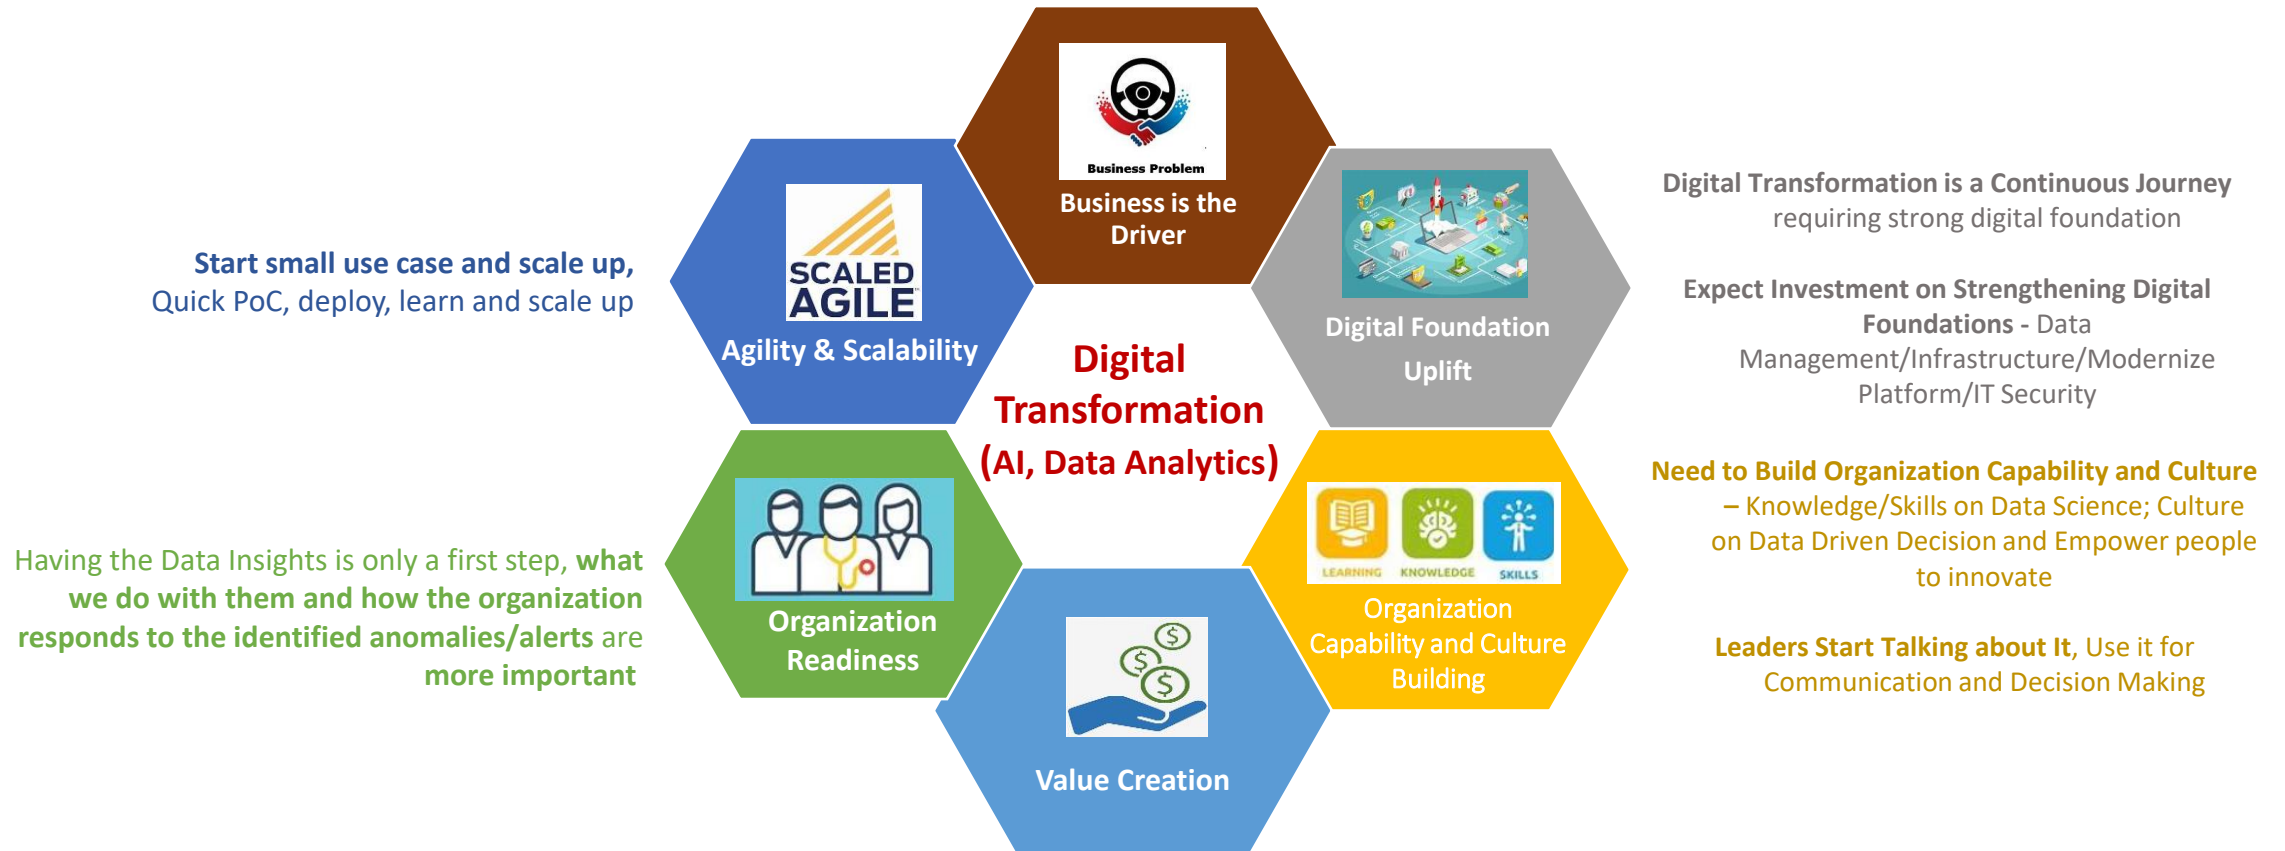 Business Problem
Business is the
Driver
SCALED
AGILE
Agility & Scalability
Start small use case and scale up,
Quick PoC, deploy, learn and scale up
Digital Foundation
Uplift
Digital Transformation is a Continuous Journey
requiring strong digital foundation
Expect Investment on Strengthening Digital
Foundations - Data
Management/Infrastructure/Modernize
Platform/IT Security
Digital
Transformation
(AI, Data Analytics)
Organization
Readiness
Having the Data Insights is only a first step, what
we do with them and how the organization
responds to the identified anomalies/alerts are
more important
LEARNING KNOWLEDGE SKILLS
Organization
Capability and Culture
Building
Need to Build Organization Capability and Culture
– Knowledge/Skills on Data Science; Culture
on Data Driven Decision and Empower people
to innovate
Leaders Start Talking about It, Use it for
Communication and Decision Making
Value Creation